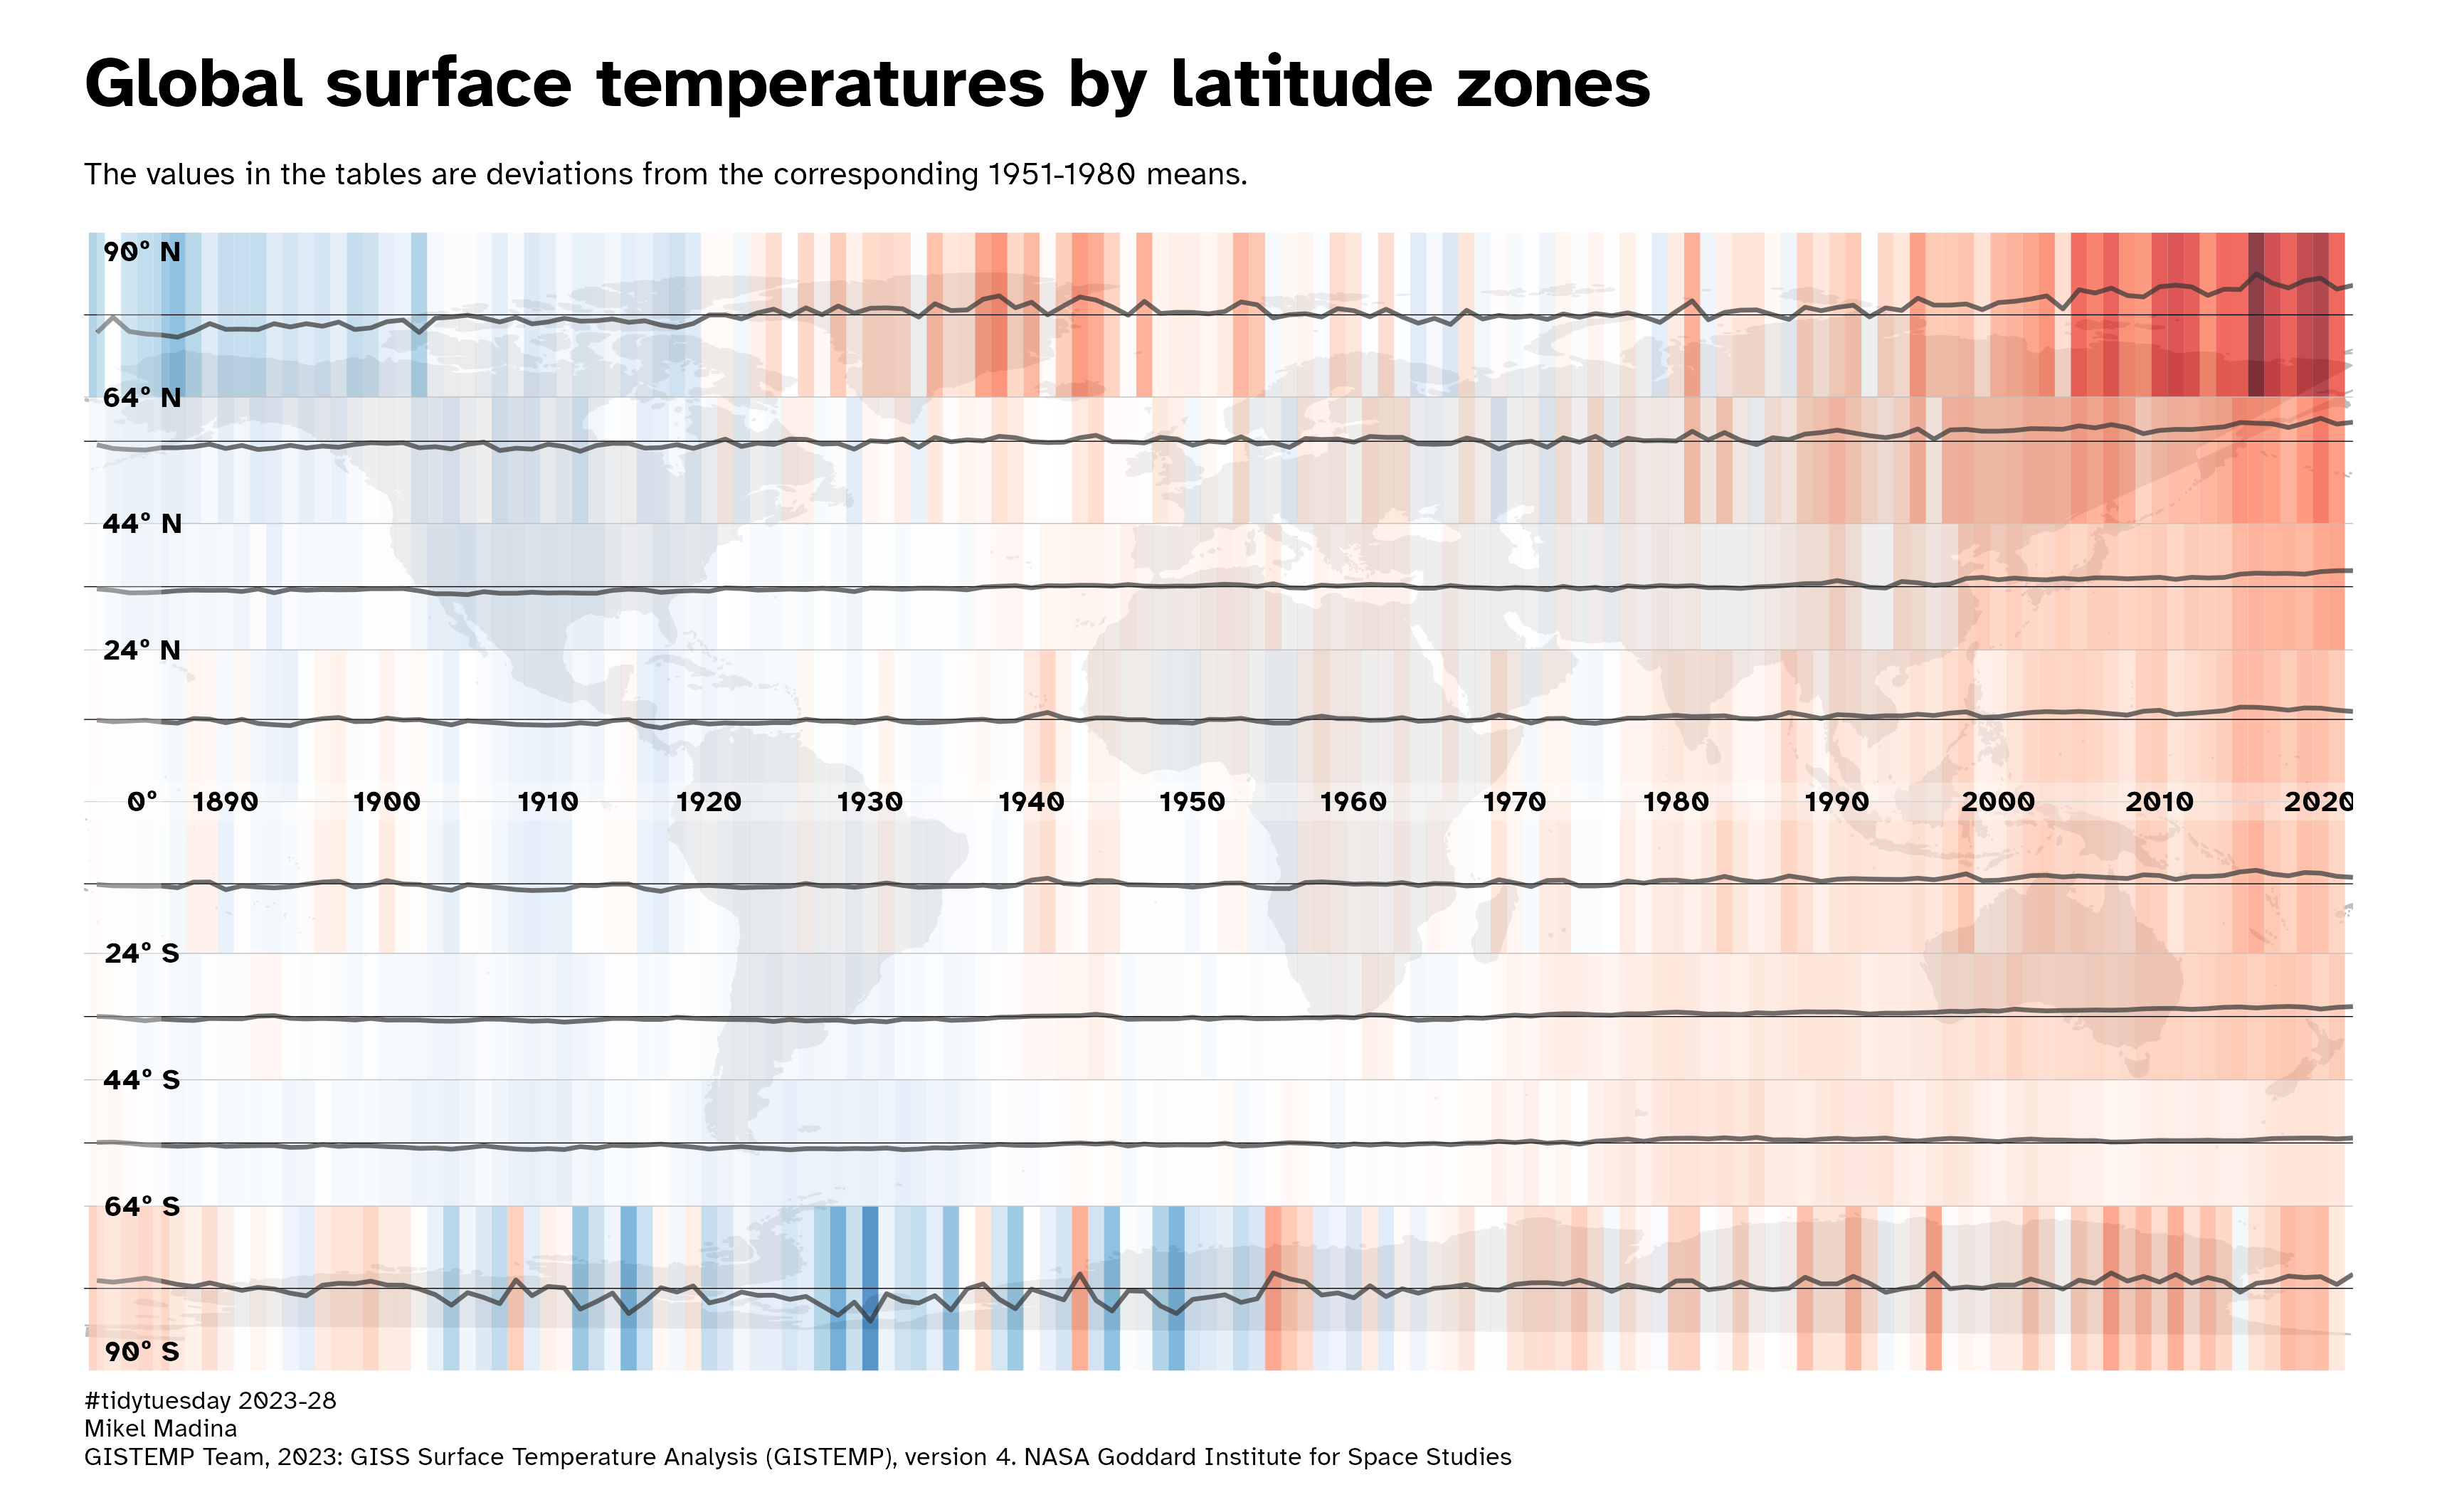 Global surface temperatures by latitude zones
The values in the tables are deviations from the corresponding 1951-1980 means.
90° N
64° N
44° N
24° N
0° 1890 1900 1910 1920 1930 1940 1950 1960 1970 1980 1990 2000 2010 2020
24° S
44° S
64° S
90° S
#tidytuesday 2023-28
Mikel Madina
GISTEMP Team, 2023: GISS Surface Temperature Analysis (GISTEMP), version 4. NASA Goddard Institute for Space Studies